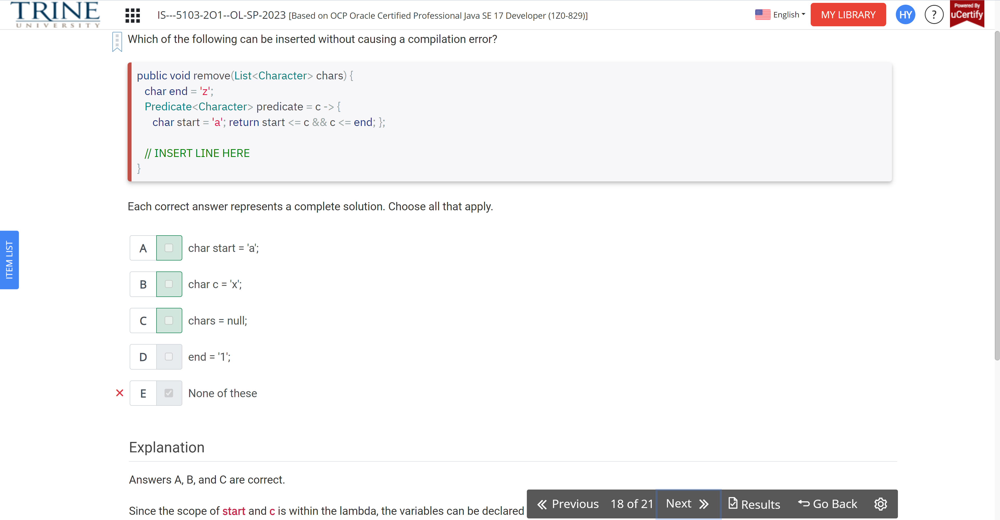 TRINE
UNIVERSITY
IS---5103-2O1--OL-SP-2023 [Based on OCP Oracle Certified Professional Java SE 17 Developer (1Z0-829)]
English
MY LIBRARY
HY
?
Powered By
uCertify
Which of the following can be inserted without causing a compilation error?
public void remove(List<Character> chars) {
char end = 'z';
Predicate<Character> predicate = c -> {
char start = 'a'; return start <= c && c <= end; };
// INSERT LINE HERE
}
Each correct answer represents a complete solution. Choose all that apply.
A char start = 'a';
B char c = 'x';
C chars = null;
D end = '1';
E None of these
ITEM LIST
Explanation
Answers A, B, and C are correct.
Since the scope of start and c is within the lambda, the variables can be declared
Previous 18 of 21 Next Results Go Back